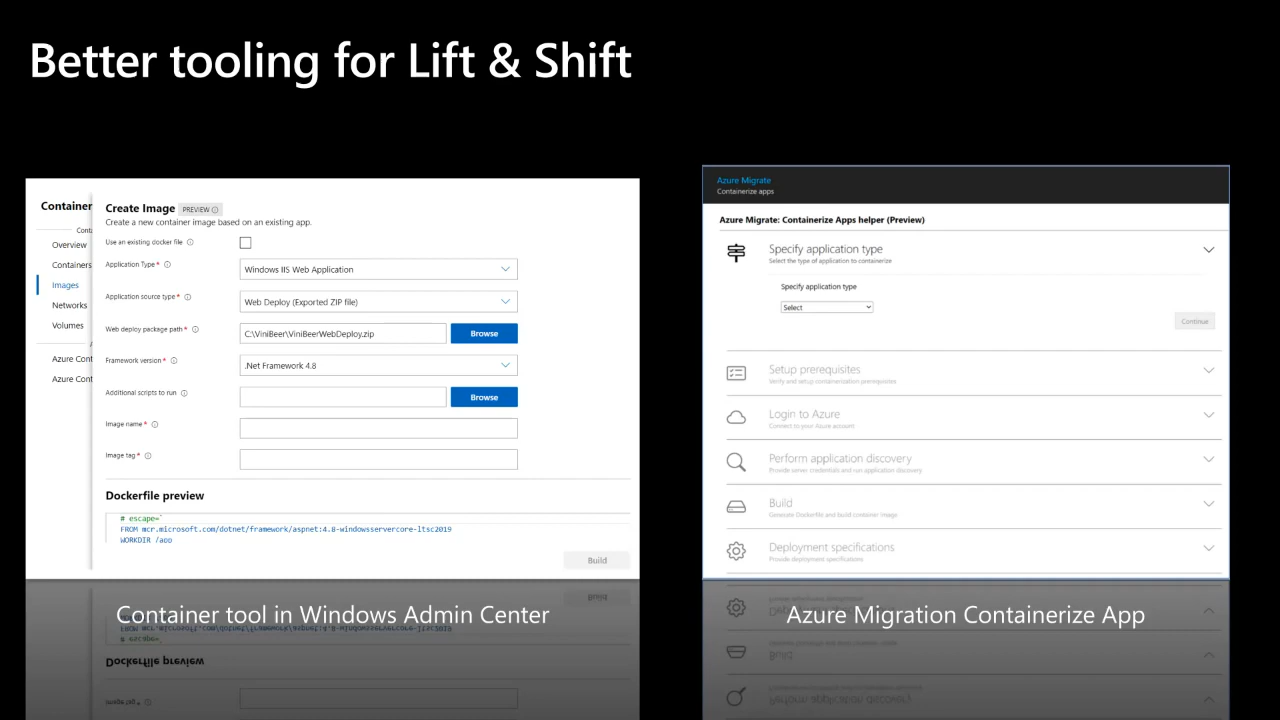 Better tooling for Lift & Shift
Container
Conta
Overview
Containers
Images
Networks
Volumes
A
Azure Cont
Azure Cont
Create Image PREVIEW
Create a new container image based on an existing app.
Use an existing docker file
Application Type *
Windows IIS Web Application
Application source type *
Web Deploy (Exported ZIP file)
Web deploy package path *
C:\ViniBeer\ViniBeerWebDeploy.zip
Browse
Framework version *
.Net Framework 4.8
Additional scripts to run
Browse
Image name *
Image tag *
Dockerfile preview
# escape=`
FROM mcr.microsoft.com/dotnet/framework/aspnet:4.8-windowsservercore-ltsc2019
WORKDIR /app
Build
Container tool in Windows Admin Center
Azure Migrate
Containerize apps
Azure Migrate: Containerize Apps helper (Preview)
Specify application type
Select the type of application to containerize
Specify application type
Select
Continue
Setup prerequisites
Verify and setup containerization prerequisites
Login to Azure
Connect to your Azure account
Perform application discovery
Provide server credentials and run application discovery
Build
Generate Dockerfile and build container image
Deployment specifications
Provide deployment specifications
Azure Migration Containerize App